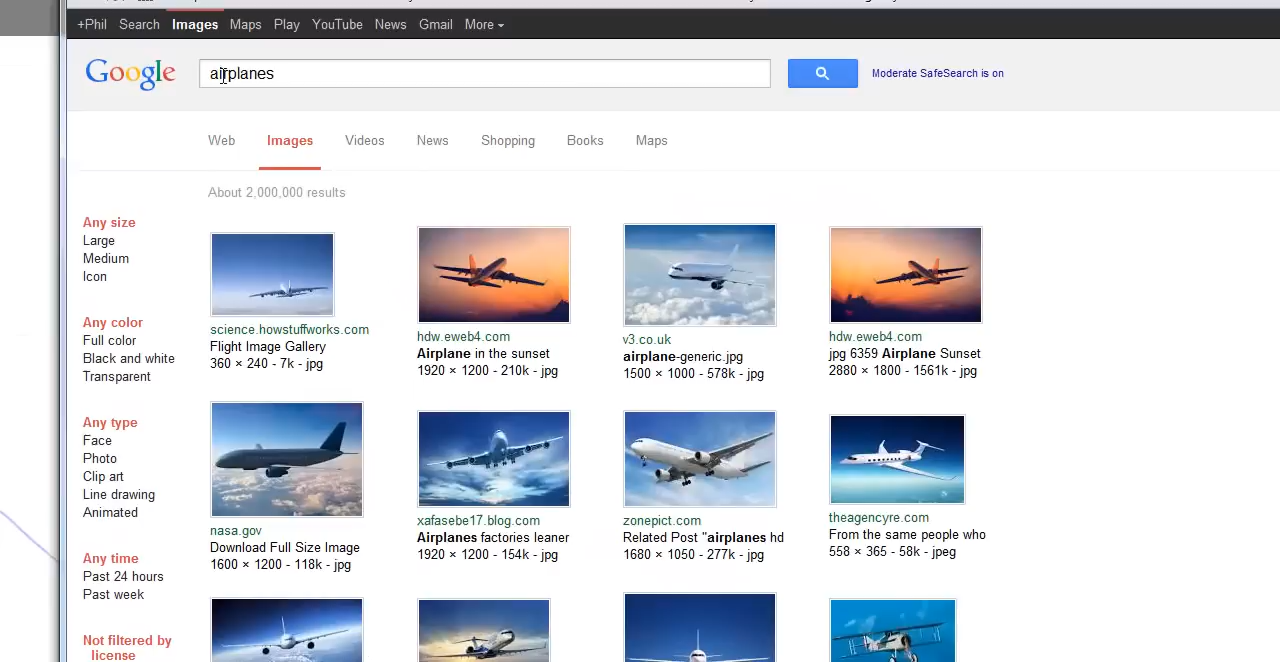 +Phil Search Images Maps Play YouTube News Gmail More
Google airplanes Moderate SafeSearch is on
Web Images Videos News Shopping Books Maps
About 2,000,000 results
Any size
Large
Medium
Icon
Any color
Full color
Black and white
Transparent
Any type
Face
Photo
Clip art
Line drawing
Animated
Any time
Past 24 hours
Past week
Not filtered by
license
science.howstuffworks.com
Flight Image Gallery
360 × 240 - 7k - jpg
hdw.eweb4.com
Airplane in the sunset
1920 × 1200 - 210k - jpg
v3.co.uk
airplane-generic.jpg
1500 × 1000 - 578k - jpg
hdw.eweb4.com
jpg 6359 Airplane Sunset
2880 × 1800 - 1561k - jpg
nasa.gov
Download Full Size Image
1600 × 1200 - 118k - jpg
xafasebe17.blog.com
Airplanes factories leaner
1920 × 1200 - 154k - jpg
zonepict.com
Related Post "airplanes hd
1680 × 1050 - 277k - jpg
theagencyre.com
From the same people who
558 × 365 - 58k - jpeg